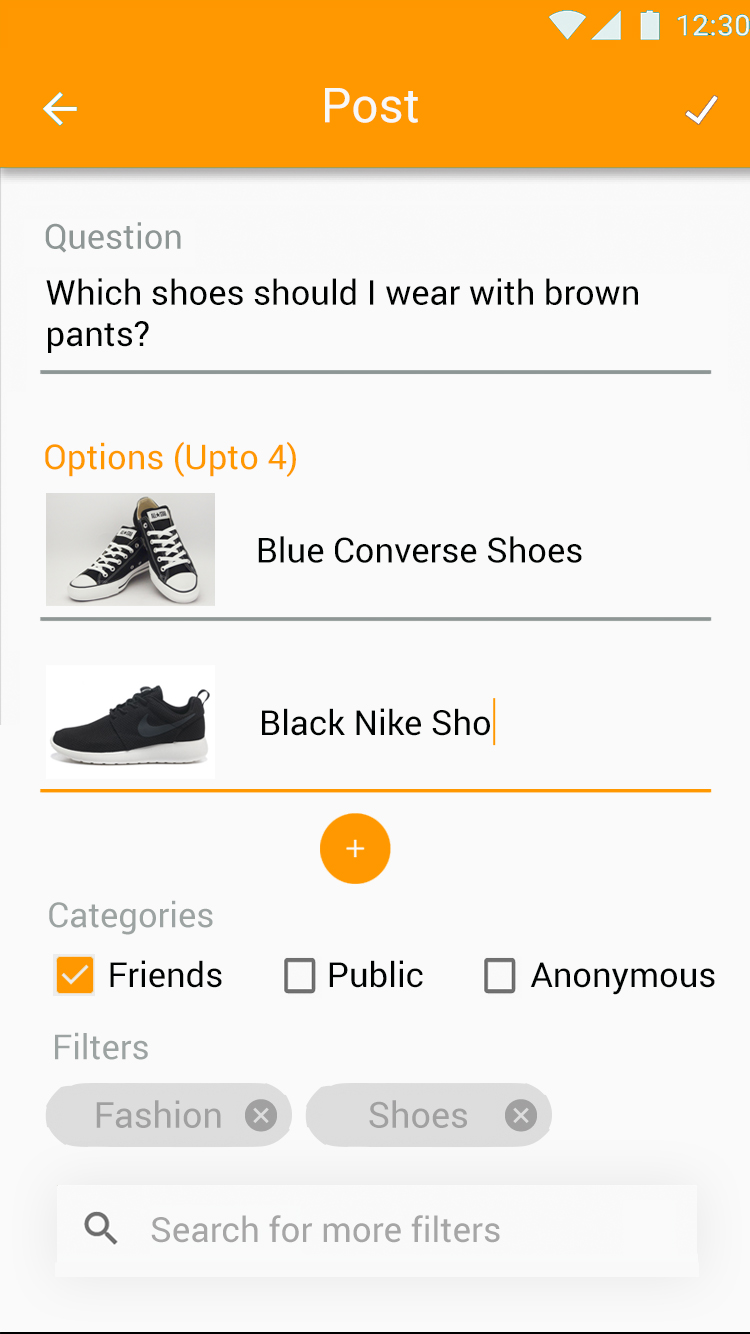 12:30
Post
Question
Which shoes should I wear with brown
pants?
Options (Upto 4)
Blue Converse Shoes
Black Nike Sho
+
Categories
Friends
Public
Anonymous
Filters
Fashion
Shoes
Search for more filters